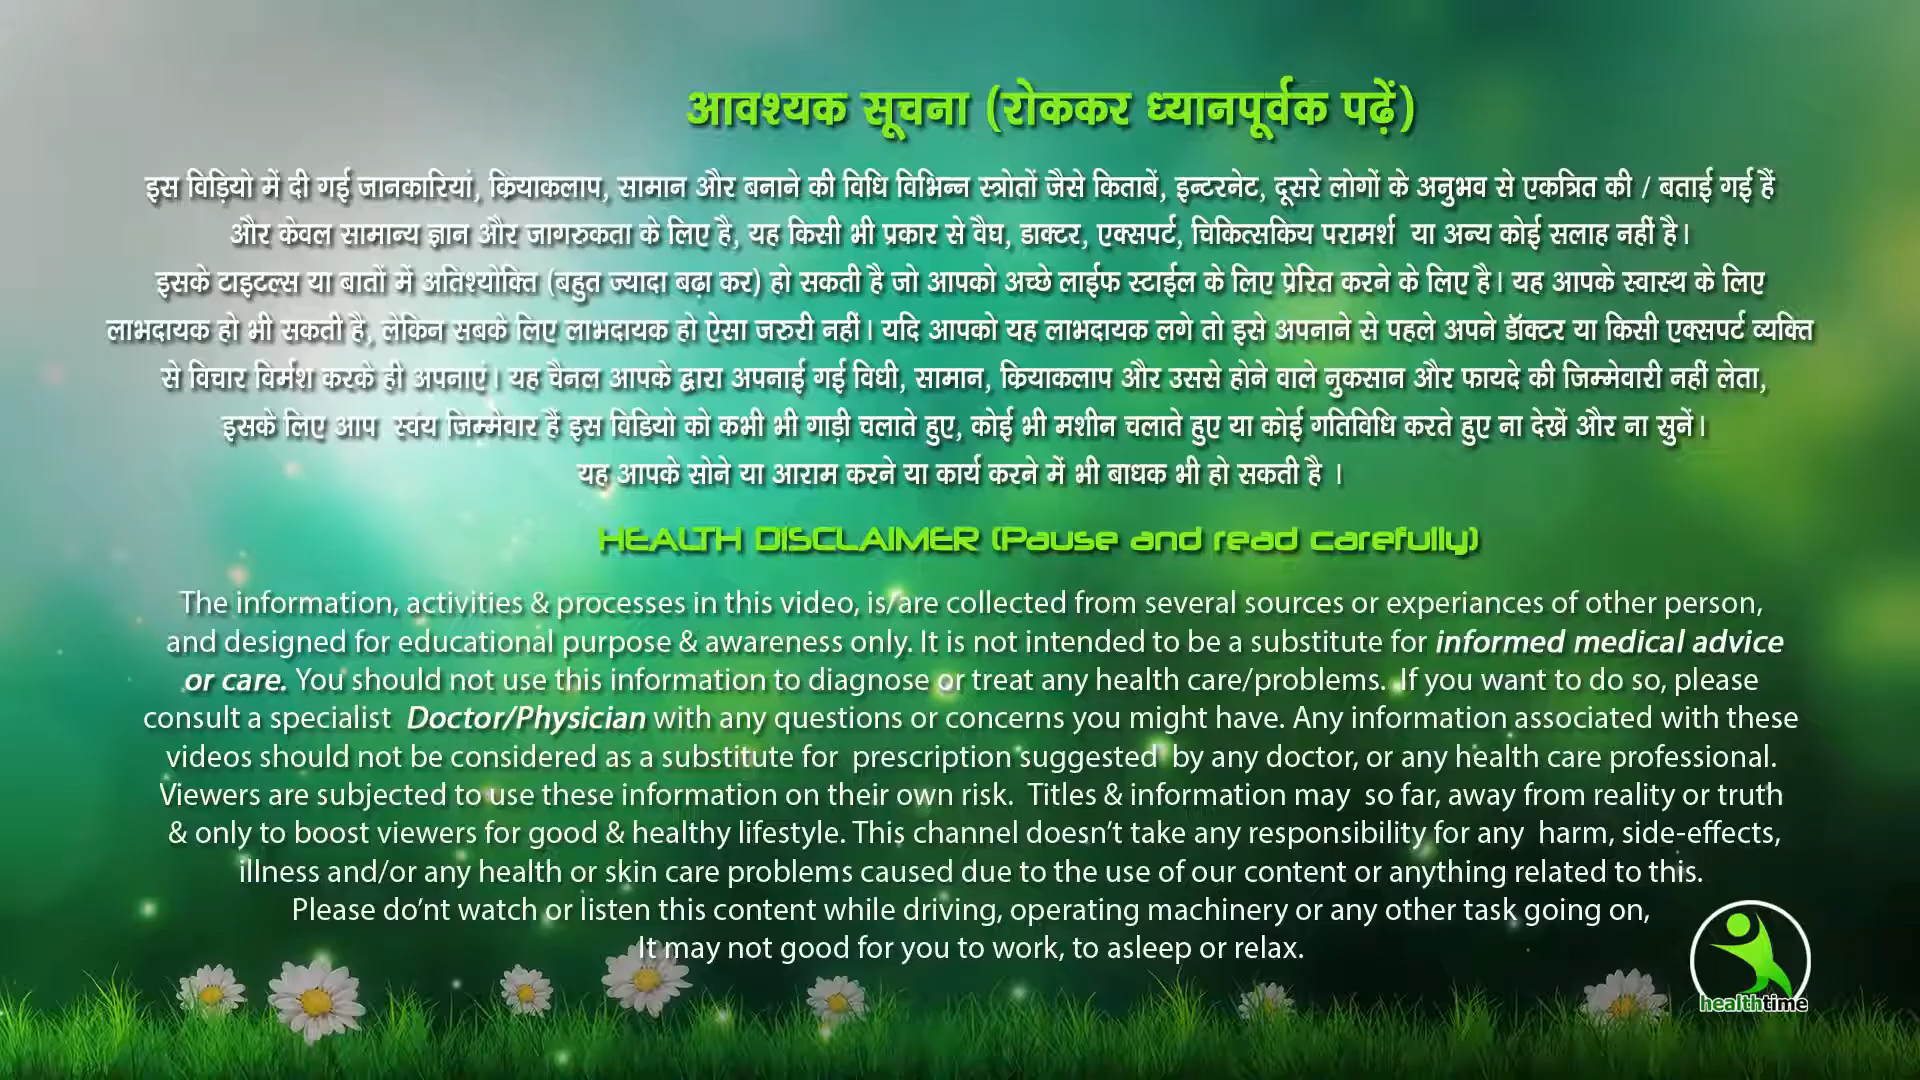 आवश्यक सूचना (रोककर ध्यानपूर्वक पढ़ें)
इस विड़ियो में दी गई जानकारियां, क्रियाकलाप, सामान और बनाने की विधि विभिन्न स्त्रोतों जैसे किताबें, इन्टरनेट, दूसरे लोगों के अनुभव से एकत्रित की / बताई गई हैं
और केवल सामान्य ज्ञान और जागरुकता के लिए है, यह किसी भी प्रकार से वैघ, डाक्टर, एक्सपर्ट, चिकित्सकिय परामर्श या अन्य कोई सलाह नहीं है।
इसके टाइटल्स या बातों में अतिश्योक्ति (बहुत ज्यादा बढ़ा कर) हो सकती है जो आपको अच्छे लाईफ स्टाईल के लिए प्रेरित करने के लिए है। यह आपके स्वास्थ के लिए
लाभदायक हो भी सकती है, लेकिन सबके लिए लाभदायक हो ऐसा जरुरी नहीं। यदि आपको यह लाभदायक लगे तो इसे अपनाने से पहले अपने डॉक्टर या किसी एक्सपर्ट व्यक्ति
से विचार विर्मश करके ही अपनाएं। यह चैनल आपके द्वारा अपनाई गई विधी, सामान, क्रियाकलाप और उससे होने वाले नुकसान और फायदे की जिम्मेवारी नहीं लेता,
इसके लिए आप स्वंय जिम्मेवार हैं इस विडियो को कभी भी गाड़ी चलाते हुए, कोई भी मशीन चलाते हुए या कोई गतिविधि करते हुए ना देखें और ना सुनें।
यह आपके सोने या आराम करने या कार्य करने में भी बाधक भी हो सकती है ।
HEALTH DISCLAIMER (Pause and read carefully)
The information, activities & processes in this video, is/are collected from several sources or experiances of other person,
and designed for educational purpose & awareness only. It is not intended to be a substitute for informed medical advice
or care. You should not use this information to diagnose or treat any health care/problems. If you want to do so, please
consult a specialist Doctor/Physician with any questions or concerns you might have. Any information associated with these
videos should not be considered as a substitute for prescription suggested by any doctor, or any health care professional.
Viewers are subjected to use these information on their own risk. Titles & information may so far, away from reality or truth
& only to boost viewers for good & healthy lifestyle. This channel doesn't take any responsibility for any harm, side-effects,
illness and/or any health or skin care problems caused due to the use of our content or anything related to this.
Please do'nt watch or listen this content while driving, operating machinery or any other task going on,
It may not good for you to work, to asleep or relax.
healthtime